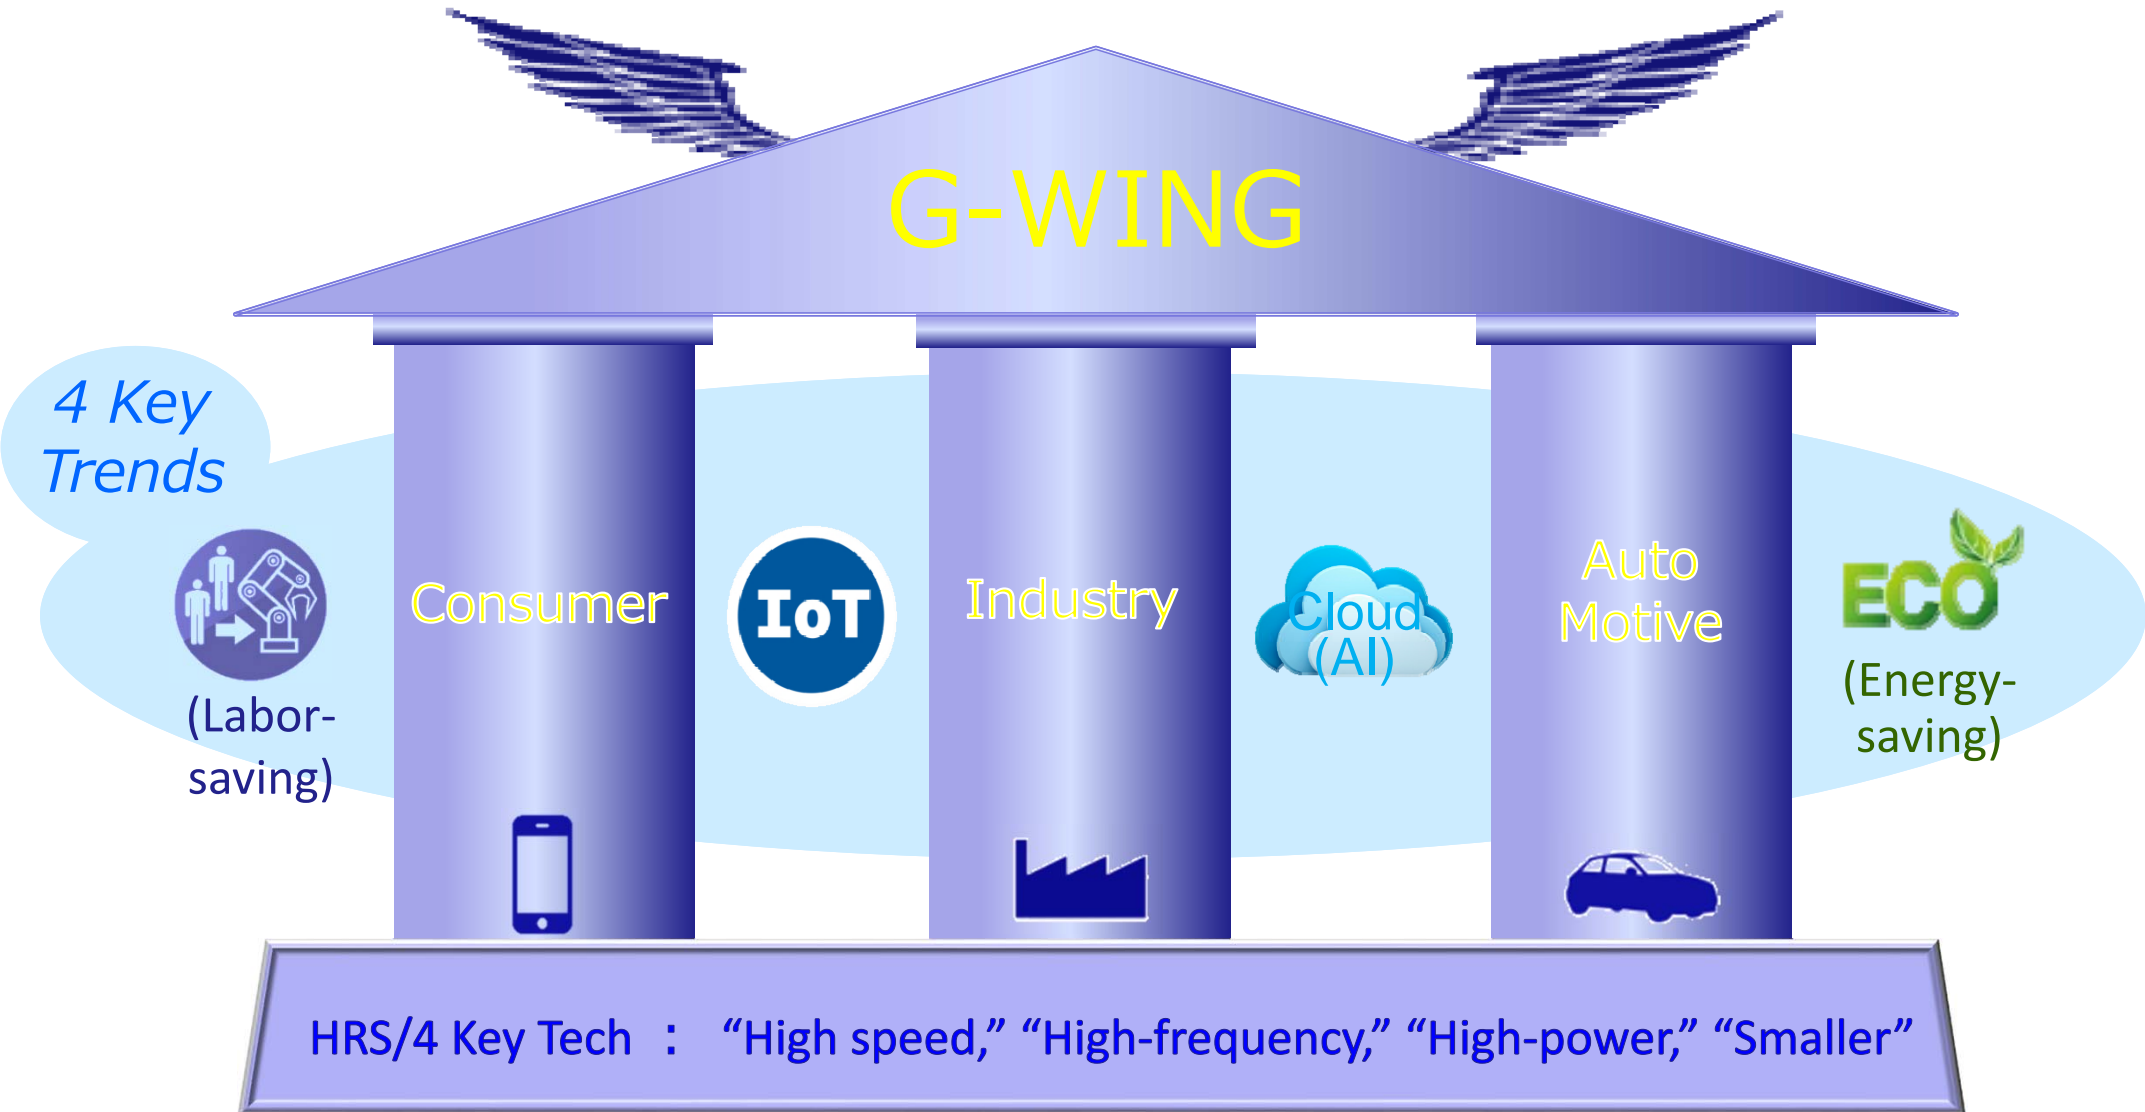 G-WING
4 Key
Trends
(Labor-
saving)
Consumer
IoT
Industry
Cloud
(AI)
Auto
Motive
ECO
(Energy-
saving)
HRS/4 Key Tech : “High speed,” “High-frequency,” “High-power,” “Smaller”